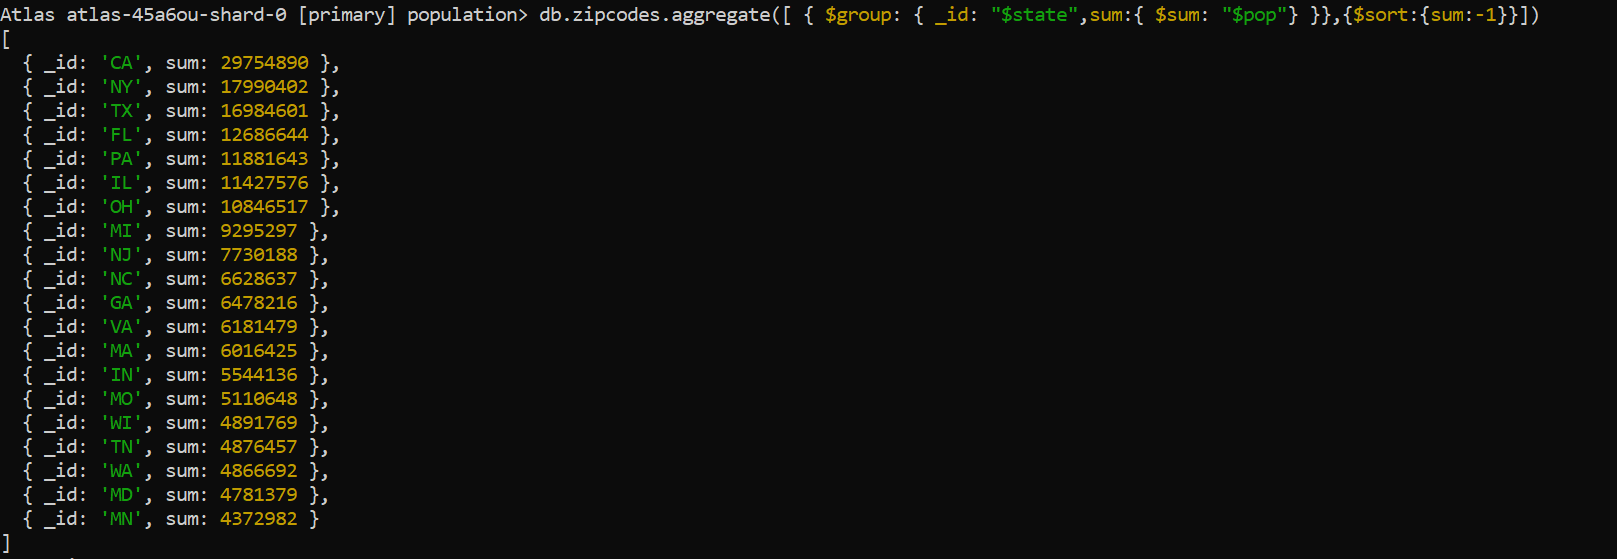 Atlas atlas-45a6ou-shard-0 [primary] population> db.zipcodes.aggregate([ { $group: { _id: "$state",sum:{ $sum: "$pop"} }},{$sort:{sum:-1}}])
[
  { _id: 'CA', sum: 29754890 },
  { _id: 'NY', sum: 17990402 },
  { _id: 'TX', sum: 16984601 },
  { _id: 'FL', sum: 12686644 },
  { _id: 'PA', sum: 11881643 },
  { _id: 'IL', sum: 11427576 },
  { _id: 'OH', sum: 10846517 },
  { _id: 'MI', sum: 9295297 },
  { _id: 'NJ', sum: 7730188 },
  { _id: 'NC', sum: 6628637 },
  { _id: 'GA', sum: 6478216 },
  { _id: 'VA', sum: 6181479 },
  { _id: 'MA', sum: 6016425 },
  { _id: 'IN', sum: 5544136 },
  { _id: 'MO', sum: 5110648 },
  { _id: 'WI', sum: 4891769 },
  { _id: 'TN', sum: 4876457 },
  { _id: 'WA', sum: 4866692 },
  { _id: 'MD', sum: 4781379 },
  { _id: 'MN', sum: 4372982 }
]